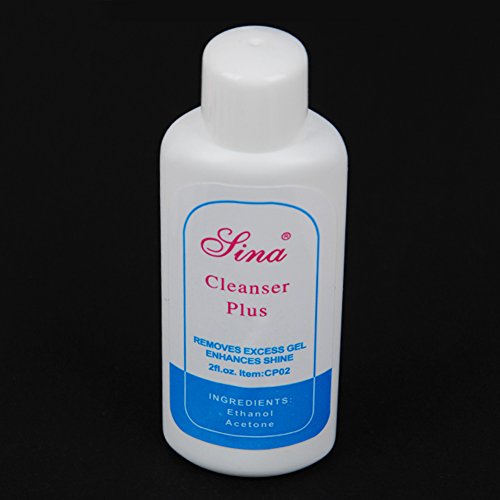 Sina®
Cleanser
Plus
REMOVES EXCESS GEL
ENHANCES SHINE
2fl.oz. Item:CP02
INGREDIENTS:
Ethanol
Acetone